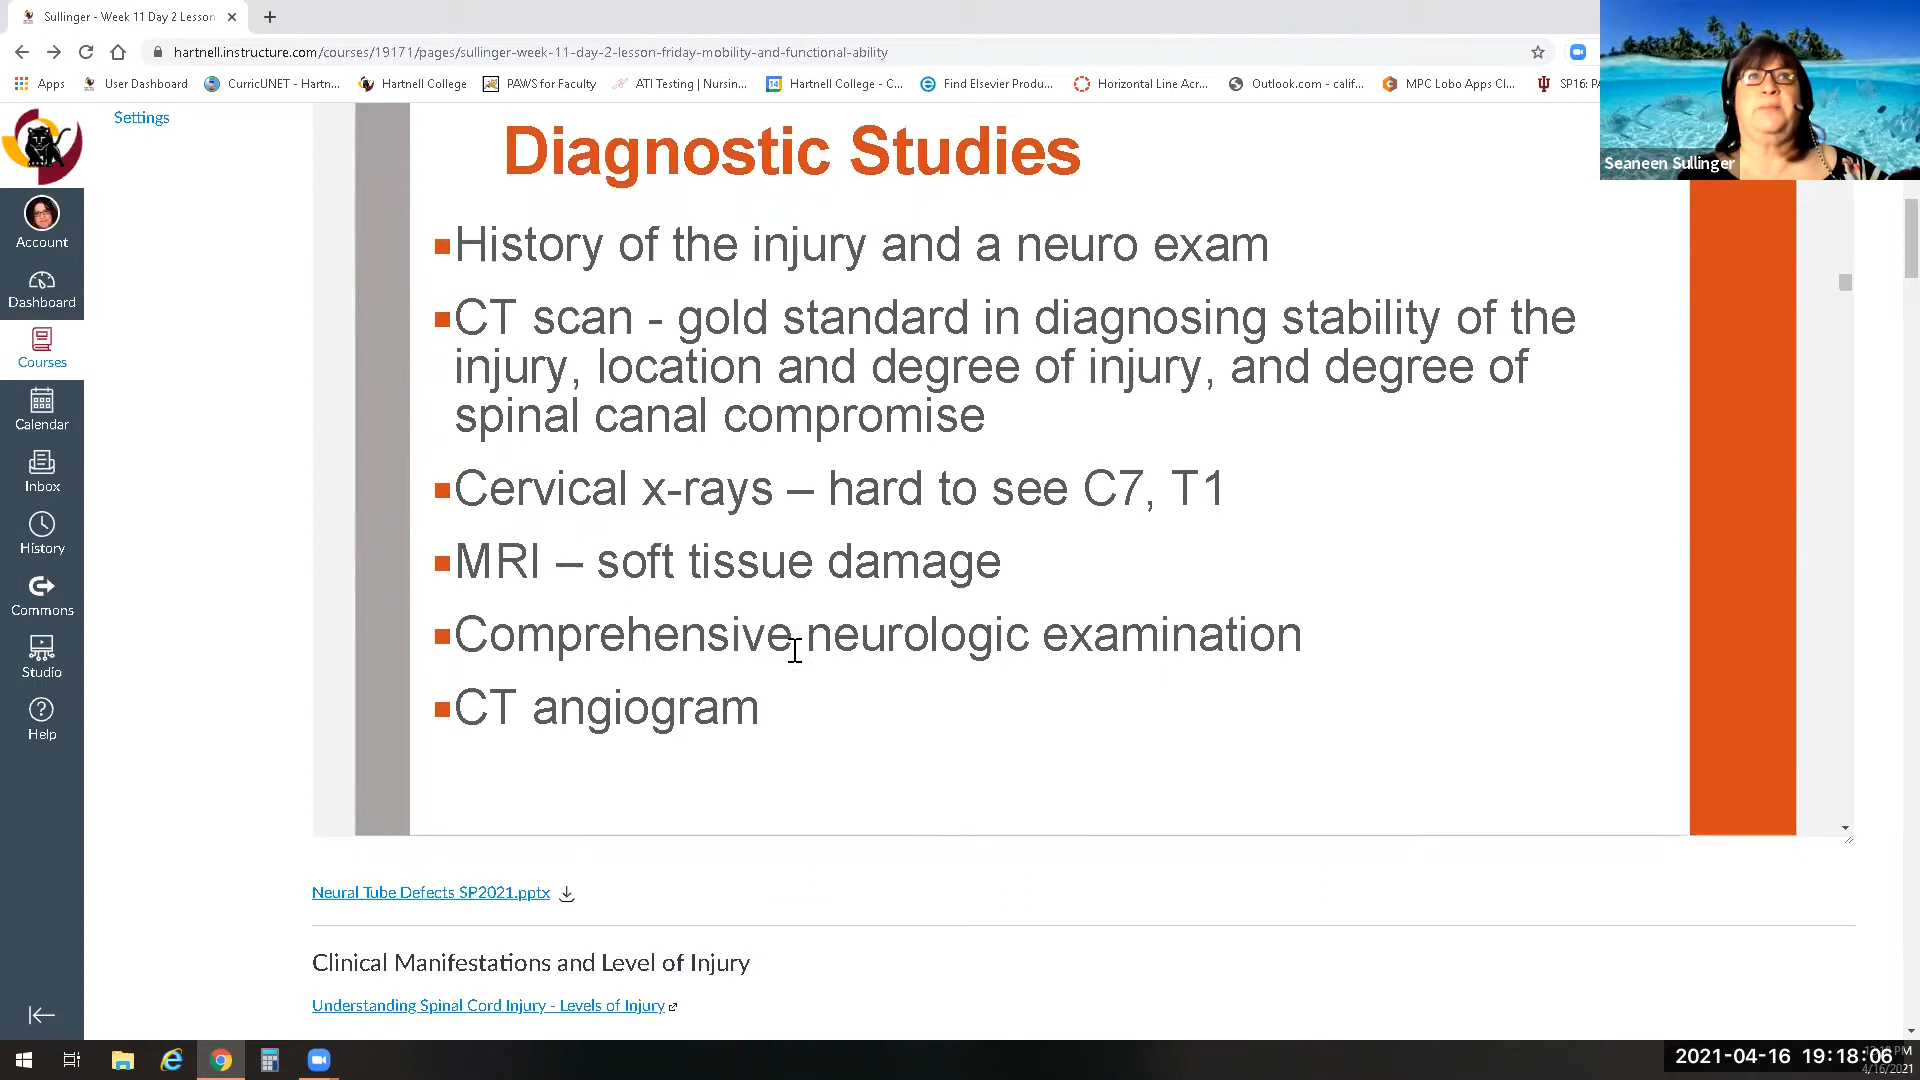 Sullinger - Week 11 Day 2 Lesson
hartnell.instructure.com/courses/19171/pages/sullinger-week-11-day-2-lesson-friday-mobility-and-functional-ability
Apps User Dashboard CurricUNET - Hartn... Hartnell College PAWS for Faculty ATI Testing | Nursin... Hartnell College - C... Find Elsevier Produ... Horizontal Line Acr... Outlook.com - calif... MPC Lobo Apps Cl...
Seaneen Sullinger
Settings
Account
Dashboard
Courses
Calendar
Inbox
History
Commons
Studio
Help
Diagnostic Studies
History of the injury and a neuro exam
CT scan - gold standard in diagnosing stability of the
injury, location and degree of injury, and degree of
spinal canal compromise
Cervical x-rays – hard to see C7, T1
MRI – soft tissue damage
Comprehensive neurologic examination
CT angiogram
Neural Tube Defects SP2021.pptx
Clinical Manifestations and Level of Injury
Understanding Spinal Cord Injury - Levels of Injury
2021-04-16 19:18:06
4/16/2021